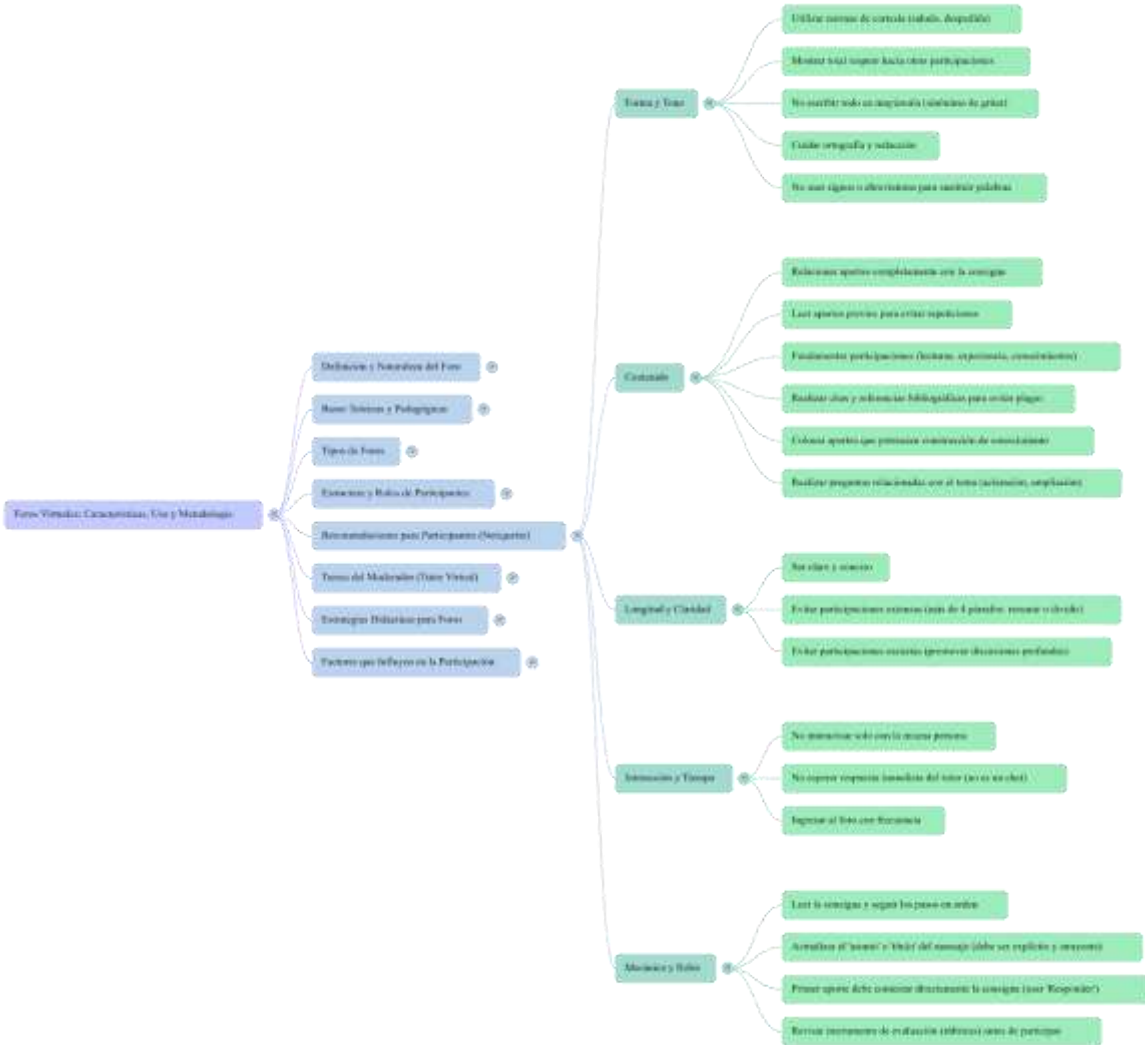 Foros Virtuales: Características, Uso y Metodología
Definición y Naturaleza del Foro
Bases Teóricas y Pedagógicas
Tipos de Foros
Estructura y Roles de Participantes
Recomendaciones para Participantes (Netiquetas)
Tareas del Moderador (Tutor Virtual)
Estrategias Didácticas para Foros
Factores que Influyen en la Participación
Forma y Tono
Utilizar normas de cortesía (saludo, despedida)
Mostrar total respeto hacia otras participaciones
No escribir todo en mayúscula (sinónimo de gritar)
Cuidar ortografía y redacción
No usar signos o abreviaturas para sustituir palabras
Contenido
Relacionar aportes completamente con la consigna
Leer aportes previos para evitar repeticiones
Fundamentar participaciones (lecturas, experiencia, conocimientos)
Realizar citas y referencias bibliográficas para evitar plagio
Colocar aportes que promuevan construcción de conocimiento
Realizar preguntas relacionadas con el tema (aclaración, ampliación)
Longitud y Claridad
Ser claro y conciso
Evitar participaciones extensas (más de 4 párrafos: resumir o dividir)
Evitar participaciones escuetas (promover discusiones profundas)
Interacción y Tiempo
No interactuar solo con la misma persona
No esperar respuesta inmediata del tutor (no es un chat)
Ingresar al foro con frecuencia
Mecánica y Roles
Leer la consigna y seguir los pasos en orden
Actualizar el 'asunto' o 'título' del mensaje (debe ser explícito y atrayente)
Primer aporte debe contestar directamente la consigna (usar 'Responder')
Revisar instrumento de evaluación (rúbricas) antes de participar